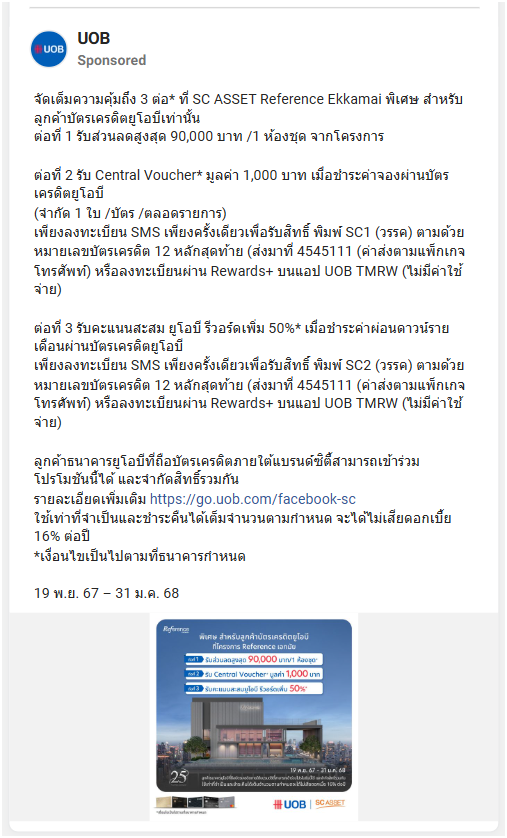 UOB
UOB
Sponsored
จัดเต็มความคุ้มถึง 3 ต่อ* ที่ SC ASSET Reference Ekkamai พิเศษ สำหรับ
ลูกค้าบัตรเครดิตยูโอบีเท่านั้น
ต่อที่ 1 รับส่วนลดสูงสุด 90,000 บาท /1 ห้องชุด จากโครงการ
ต่อที่ 2 รับ Central Voucher* มูลค่า 1,000 บาท เมื่อชำระค่าจองผ่านบัตร
เครดิตยูโอบี
(จำกัด 1 ใบ /บัตร /ตลอดรายการ)
เพียงลงทะเบียน SMS เพียงครั้งเดียวเพื่อรับสิทธิ์ พิมพ์ SC1 (วรรค) ตามด้วย
หมายเลขบัตรเครดิต 12 หลักสุดท้าย (ส่งมาที่ 4545111 (ค่าส่งตามแพ็กเกจ
โทรศัพท์) หรือลงทะเบียนผ่าน Rewards+ บนแอป UOB TMRW (ไม่มีค่าใช้
จ่าย)
ต่อที่ 3 รับคะแนนสะสม ยูโอบี รีวอร์ดเพิ่ม 50%* เมื่อชำระค่าผ่อนดาวน์ราย
เดือนผ่านบัตรเครดิตยูโอบี
เพียงลงทะเบียน SMS เพียงครั้งเดียวเพื่อรับสิทธิ์ พิมพ์ SC2 (วรรค) ตามด้วย
หมายเลขบัตรเครดิต 12 หลักสุดท้าย (ส่งมาที่ 4545111 (ค่าส่งตามแพ็กเกจ
โทรศัพท์) หรือลงทะเบียนผ่าน Rewards+ บนแอป UOB TMRW (ไม่มีค่าใช้
จ่าย)
ลูกค้าธนาคารยูโอบีที่ถือบัตรเครดิตภายใต้แบรนด์ซิตี้สามารถเข้าร่วม
โปรโมชันนี้ได้ และจำกัดสิทธิ์รวมกัน
รายละเอียดเพิ่มเติม https://go.uob.com/facebook-sc
ใช้เท่าที่จำเป็นและชำระคืนได้เต็มจำนวนตามกำหนด จะได้ไม่เสียดอกเบี้ย
16% ต่อปี
*เงื่อนไขเป็นไปตามที่ธนาคารกำหนด
19 พ.ย. 67 – 31 ม.ค. 68
Reference
พิเศษ สำหรับลูกค้าบัตรเครดิตยูโอบี
ที่โครงการ Reference เอกมัย
ต่อที่ 1 รับส่วนลดสูงสุด 90,000 บาท/1 ห้องชุด*
ต่อที่ 2 รับ Central Voucher* มูลค่า 1,000 บาท
ต่อที่ 3 รับคะแนนสะสมยูโอบี รีวอร์ดเพิ่ม 50%*
19 พ.ย. 67 - 31 ม.ค. 68
25
UOB | SC ASSET